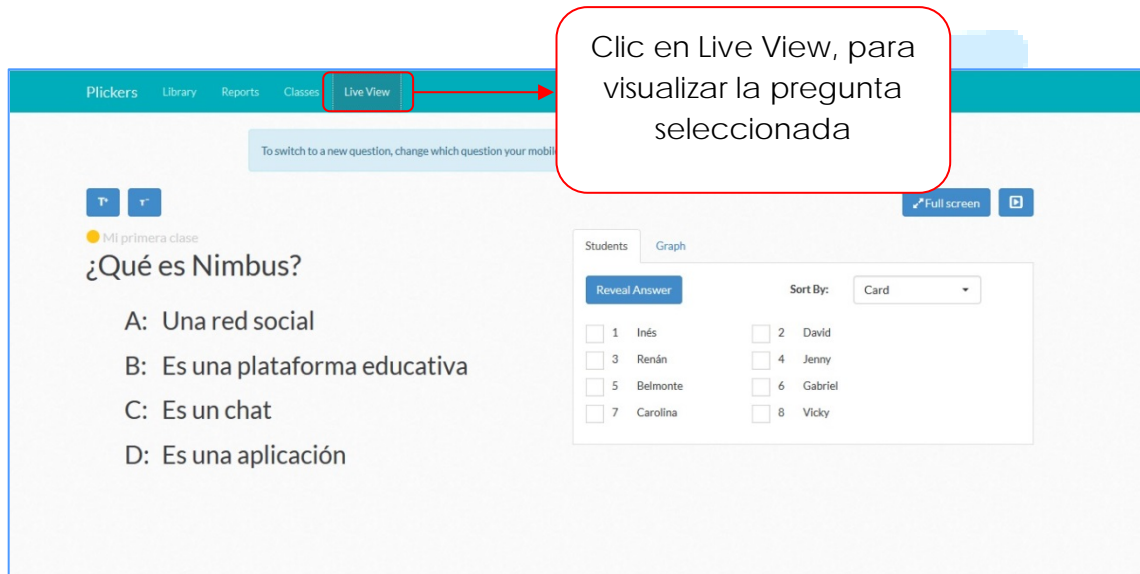 Clic en Live View, para
visualizar la pregunta
seleccionada
Plickers Library Reports Classes Live View
To switch to a new question, change which question your
T+ T-
Full screen
Mi primera clase
¿Qué es Nimbus?
A: Una red social
B: Es una plataforma educativa
C: Es un chat
D: Es una aplicación
Students Graph
Reveal Answer Sort By: Card
1 Inés 2 David
3 Renán 4 Jenny
5 Belmonte 6 Gabriel
7 Carolina 8 Vicky